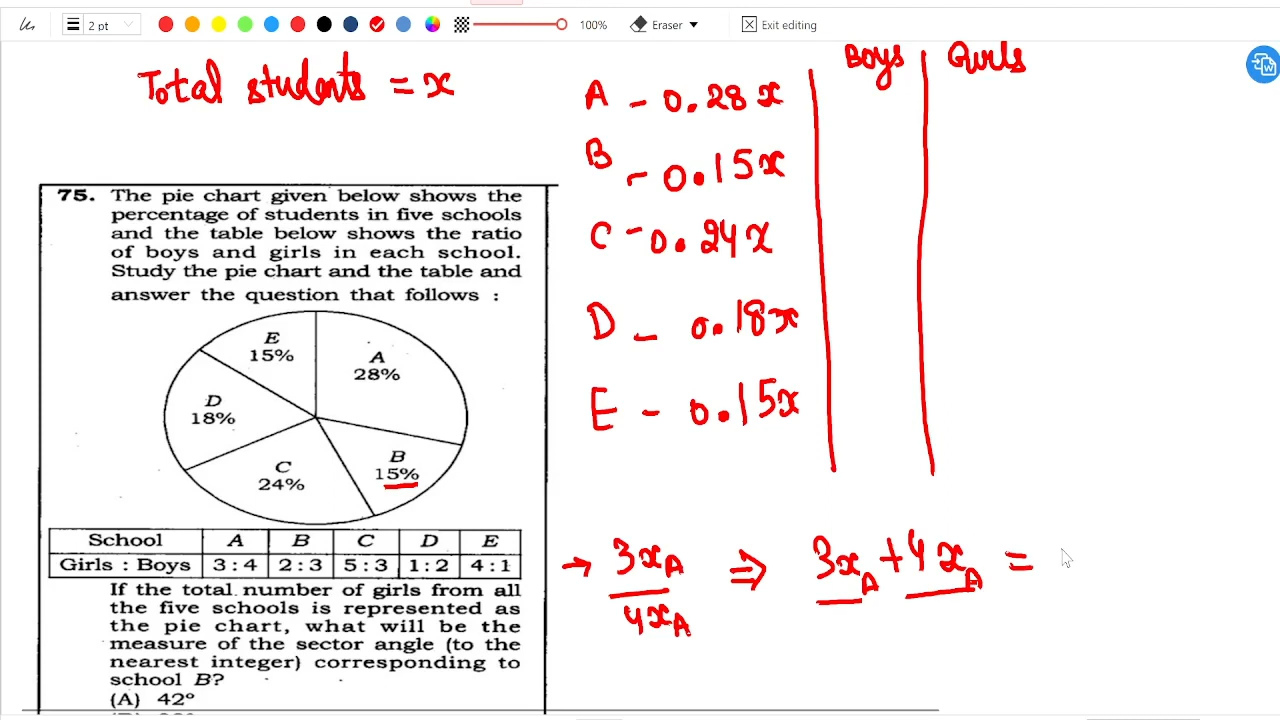 2 pt
100%
Eraser
Exit editing
Total students = x
Boys Girls
A - 0.28x
B - 0.15x
C - 0.24x
D - 0.18x
E - 0.15x
75. The pie chart given below shows the
percentage of students in five schools
and the table below shows the ratio
of boys and girls in each school.
Study the pie chart and the table and
answer the question that follows :
E
15%
A
28%
D
18%
B
15%
C
24%
School A B C D E
Girls : Boys 3 : 4 2 : 3 5 : 3 1 : 2 4 : 1
→ 3xA ⇒ 3xA + 4xA =
4xA
If the total number of girls from all
the five schools is represented as
the pie chart, what will be the
measure of the sector angle (to the
nearest integer) corresponding to
school B?
(A) 42°